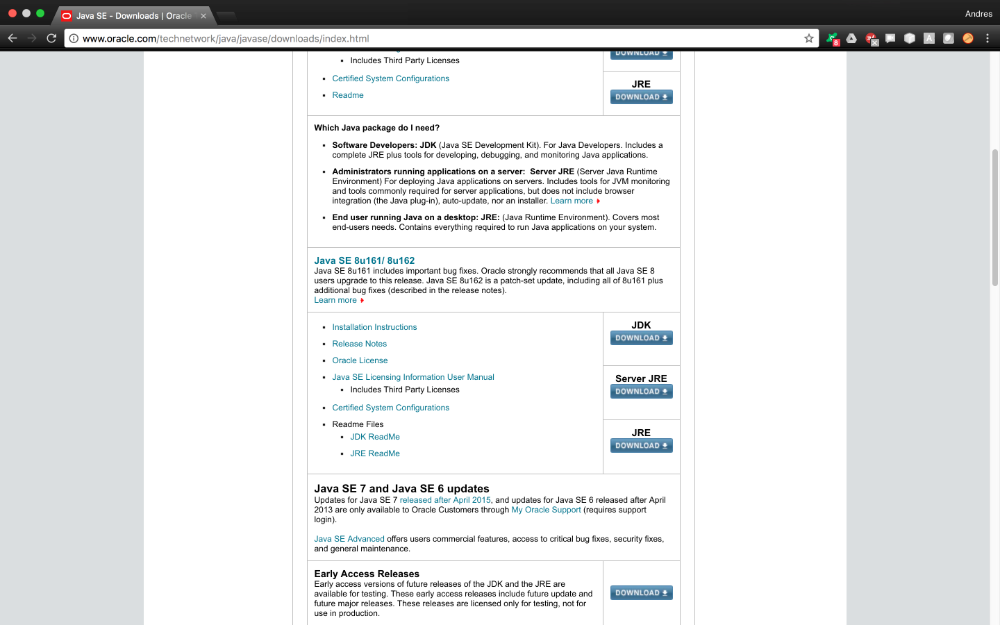 Java SE - Downloads | Oracle
Andres
www.oracle.com/technetwork/java/javase/downloads/index.html
8
A
Includes Third Party Licenses
DOWNLOAD
Certified System Configurations
Readme
JRE
DOWNLOAD
Which Java package do I need?
Software Developers: JDK (Java SE Development Kit). For Java Developers. Includes a
complete JRE plus tools for developing, debugging, and monitoring Java applications.
Administrators running applications on a server: Server JRE (Server Java Runtime
Environment) For deploying Java applications on servers. Includes tools for JVM monitoring
and tools commonly required for server applications, but does not include browser
integration (the Java plug-in), auto-update, nor an installer. Learn more
End user running Java on a desktop: JRE: (Java Runtime Environment). Covers most
end-users needs. Contains everything required to run Java applications on your system.
Java SE 8u161/ 8u162
Java SE 8u161 includes important bug fixes. Oracle strongly recommends that all Java SE 8
users upgrade to this release. Java SE 8u162 is a patch-set update, including all of 8u161 plus
additional bug fixes (described in the release notes).
Learn more
Installation Instructions
Release Notes
Oracle License
Java SE Licensing Information User Manual
Includes Third Party Licenses
Certified System Configurations
Readme Files
JDK ReadMe
JRE ReadMe
JDK
DOWNLOAD
Server JRE
DOWNLOAD
JRE
DOWNLOAD
Java SE 7 and Java SE 6 updates
Updates for Java SE 7 released after April 2015, and updates for Java SE 6 released after April
2013 are only available to Oracle Customers through My Oracle Support (requires support
login).
Java SE Advanced offers users commercial features, access to critical bug fixes, security fixes,
and general maintenance.
Early Access Releases
Early access versions of future releases of the JDK and the JRE are
available for testing. These early access releases include future update and
future major releases. These releases are licensed only for testing, not for
use in production.
DOWNLOAD